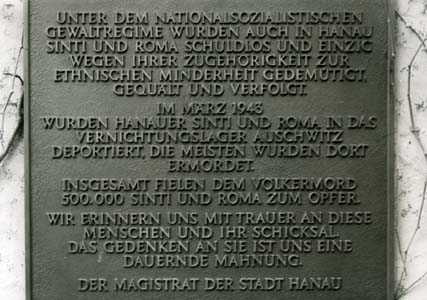 UNTER DEM NATIONALSOZIALISTISCHEN
GEWALTREGIME WURDEN AUCH IN HANAU
SINTI UND ROMA SCHULDLOS UND EINZIG
WEGEN IHRER ZUGEHÖRIGKEIT ZUR
ETHNISCHEN MINDERHEIT GEDEMÜTIGT,
GEQUÄLT UND VERFOLGT.
IM MÄRZ 1943
WURDEN HANAUER SINTI UND ROMA IN DAS
VERNICHTUNGSLAGER AUSCHWITZ
DEPORTIERT, DIE MEISTEN WURDEN DORT
ERMORDET.
INSGESAMT FIELEN DEM VÖLKERMORD
500.000 SINTI UND ROMA ZUM OPFER.
WIR ERINNERN UNS MIT TRAUER AN DIESE
MENSCHEN UND IHR SCHICKSAL.
DAS GEDENKEN AN SIE IST UNS EINE
DAUERNDE MAHNUNG.
DER MAGISTRAT DER STADT HANAU